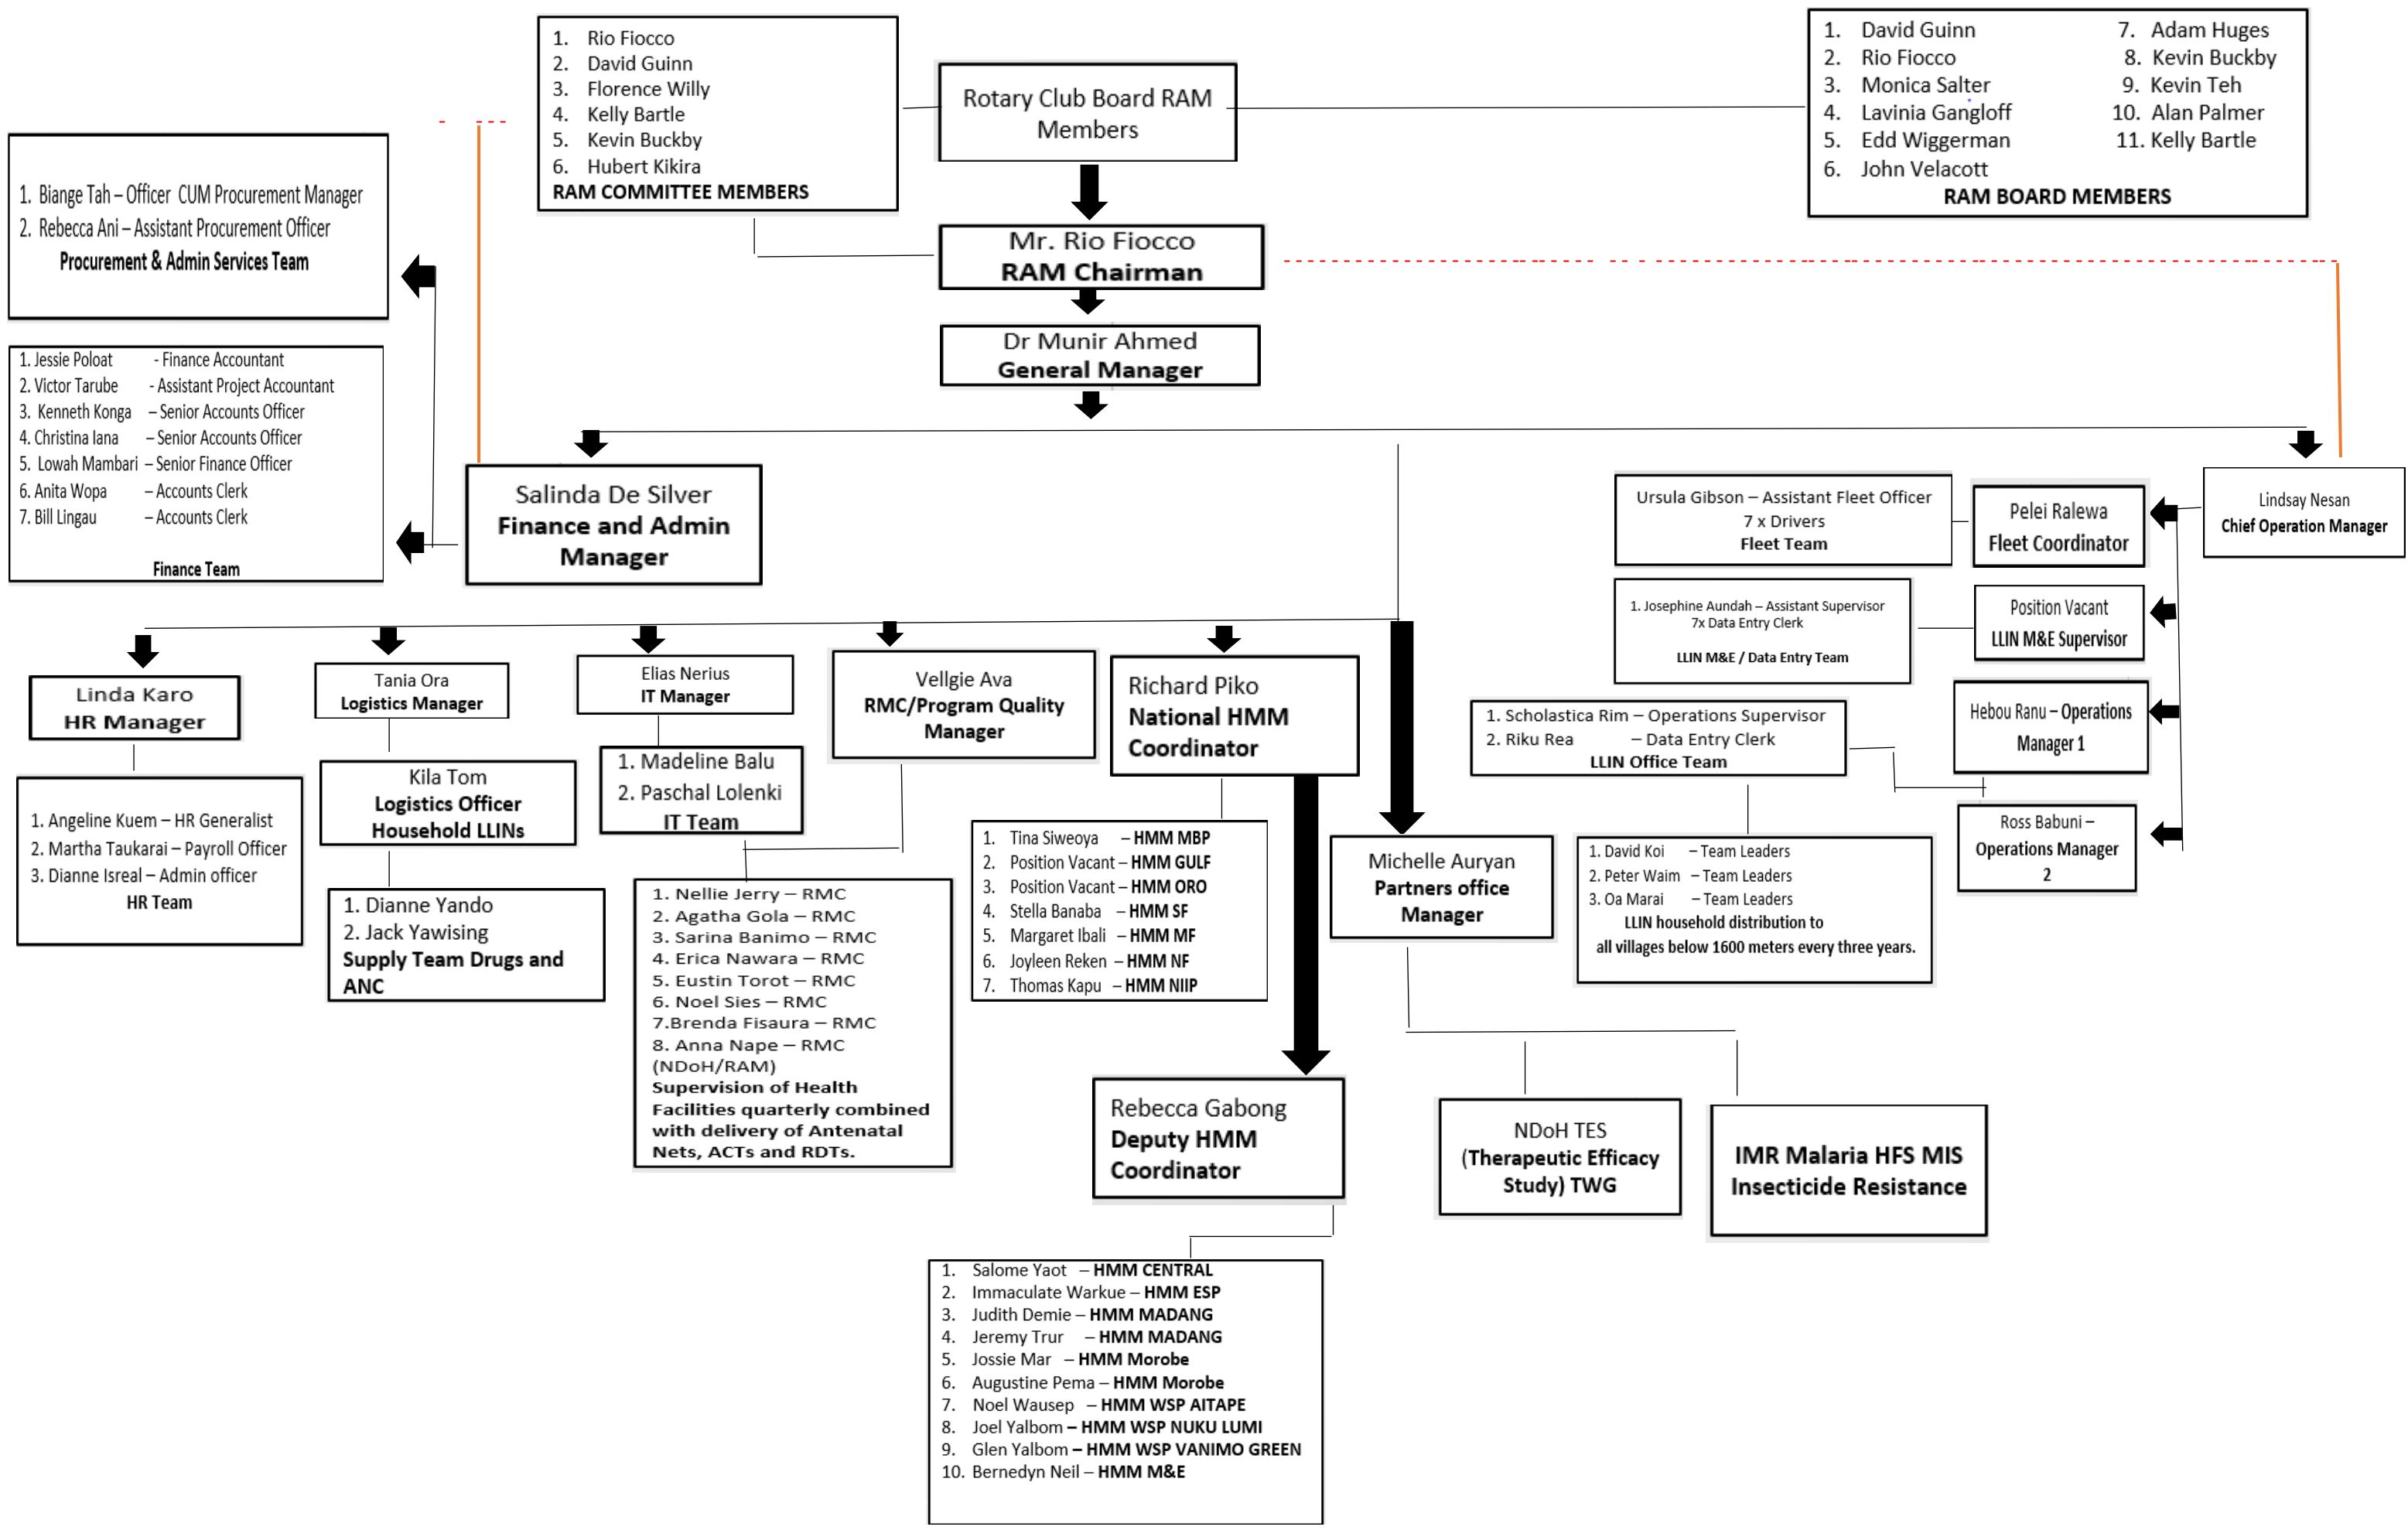 1. Rio Fiocco
2. David Guinn
3. Florence Willy
4. Kelly Bartle
5. Kevin Buckby
6. Hubert Kikira
RAM COMMITTEE MEMBERS
Rotary Club Board RAM
Members
1. David Guinn
2. Rio Fiocco
3. Monica Salter
4. Lavinia Gangloff
5. Edd Wiggerman
6. John Velacott
7. Adam Huges
8. Kevin Buckby
9. Kevin Teh
10. Alan Palmer
11. Kelly Bartle
RAM BOARD MEMBERS
1. Biange Tah – Officer CUM Procurement Manager
2. Rebecca Ani – Assistant Procurement Officer
Procurement & Admin Services Team
Mr. Rio Fiocco
RAM Chairman
Dr Munir Ahmed
General Manager
1. Jessie Poloat - Finance Accountant
2. Victor Tarube - Assistant Project Accountant
3. Kenneth Konga – Senior Accounts Officer
4. Christina Iana – Senior Accounts Officer
5. Lowah Mambari – Senior Finance Officer
6. Anita Wopa – Accounts Clerk
7. Bill Lingau – Accounts Clerk
Finance Team
Salinda De Silver
Finance and Admin
Manager
Ursula Gibson – Assistant Fleet Officer
7 x Drivers
Fleet Team
Pelei Ralewa
Fleet Coordinator
Lindsay Nesan
Chief Operation Manager
1. Josephine Aundah – Assistant Supervisor
7x Data Entry Clerk
LLIN M&E / Data Entry Team
Position Vacant
LLIN M&E Supervisor
1. Scholastica Rim – Operations Supervisor
2. Riku Rea – Data Entry Clerk
LLIN Office Team
Hebou Ranu – Operations
Manager 1
Ross Babuni –
Operations Manager
2
1. David Koi – Team Leaders
2. Peter Waim – Team Leaders
3. Oa Marai – Team Leaders
LLIN household distribution to
all villages below 1600 meters every three years.
Linda Karo
HR Manager
Tania Ora
Logistics Manager
Elias Nerius
IT Manager
Vellgie Ava
RMC/Program Quality
Manager
Richard Piko
National HMM
Coordinator
1. Angeline Kuem – HR Generalist
2. Martha Taukarai – Payroll Officer
3. Dianne Isreal – Admin officer
HR Team
Kila Tom
Logistics Officer
Household LLINs
1. Dianne Yando
2. Jack Yawising
Supply Team Drugs and
ANC
1. Madeline Balu
2. Paschal Lolenki
IT Team
1. Nellie Jerry – RMC
2. Agatha Gola – RMC
3. Sarina Banimo – RMC
4. Erica Nawara – RMC
5. Eustin Torot – RMC
6. Noel Sies – RMC
7.Brenda Fisaura – RMC
8. Anna Nape – RMC
(NDoH/RAM)
Supervision of Health
Facilities quarterly combined
with delivery of Antenatal
Nets, ACTs and RDTs.
1. Tina Siweoya – HMM MBP
2. Position Vacant – HMM GULF
3. Position Vacant – HMM ORO
4. Stella Banaba – HMM SF
5. Margaret Ibali – HMM MF
6. Joyleen Reken – HMM NF
7. Thomas Kapu – HMM NIIP
Michelle Auryan
Partners office
Manager
Rebecca Gabong
Deputy HMM
Coordinator
NDoH TES
(Therapeutic Efficacy
Study) TWG
IMR Malaria HFS MIS
Insecticide Resistance
1. Salome Yaot – HMM CENTRAL
2. Immaculate Warkue – HMM ESP
3. Judith Demie – HMM MADANG
4. Jeremy Trur – HMM MADANG
5. Jossie Mar – HMM Morobe
6. Augustine Pema – HMM Morobe
7. Noel Wausep – HMM WSP AITAPE
8. Joel Yalbom – HMM WSP NUKU LUMI
9. Glen Yalbom – HMM WSP VANIMO GREEN
10. Bernedyn Neil – HMM M&E